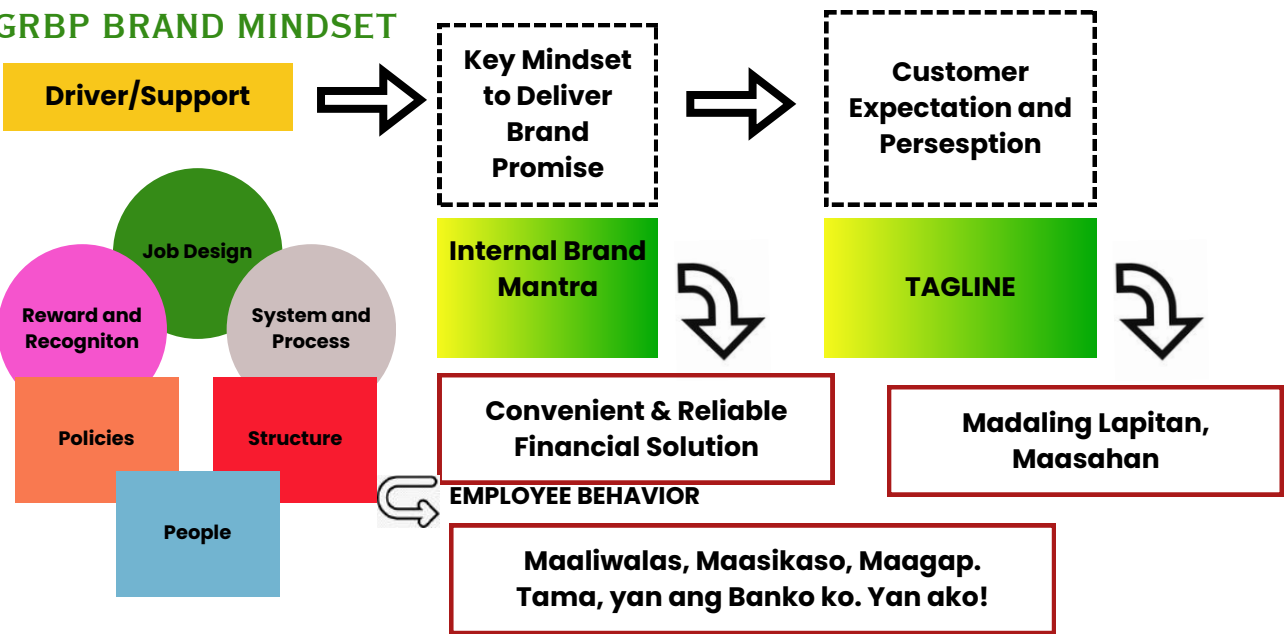 GRBP BRAND MINDSET
Driver/Support
Key Mindset
to Deliver
Brand
Promise
Customer
Expectation and
Persesption
Job Design
Reward and
Recogniton
System and
Process
Policies
Structure
People
Internal Brand
Mantra
TAGLINE
Convenient & Reliable
Financial Solution
Madaling Lapitan,
Maasahan
EMPLOYEE BEHAVIOR
Maaliwalas, Maasikaso, Maagap.
Tama, yan ang Banko ko. Yan ako!